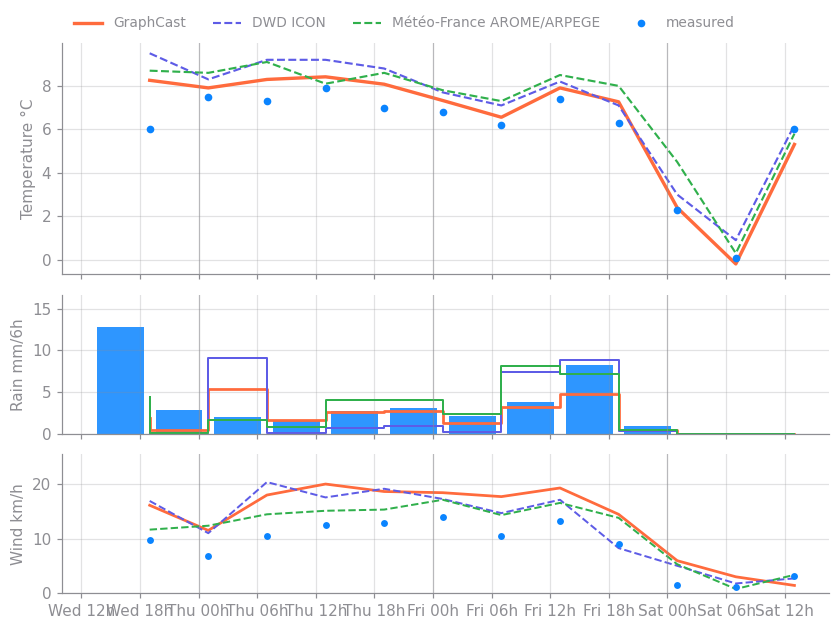 GraphCast DWD ICON Météo-France AROME/ARPEGE measured
Temperature °C
8
6
4
2
0
Rain mm/6h
15
10
5
0
Wind km/h
20
10
0
Wed 12h Wed 18h Thu 00h Thu 06h Thu 12h Thu 18h Fri 00h Fri 06h Fri 12h Fri 18h Sat 00h Sat 06h Sat 12h